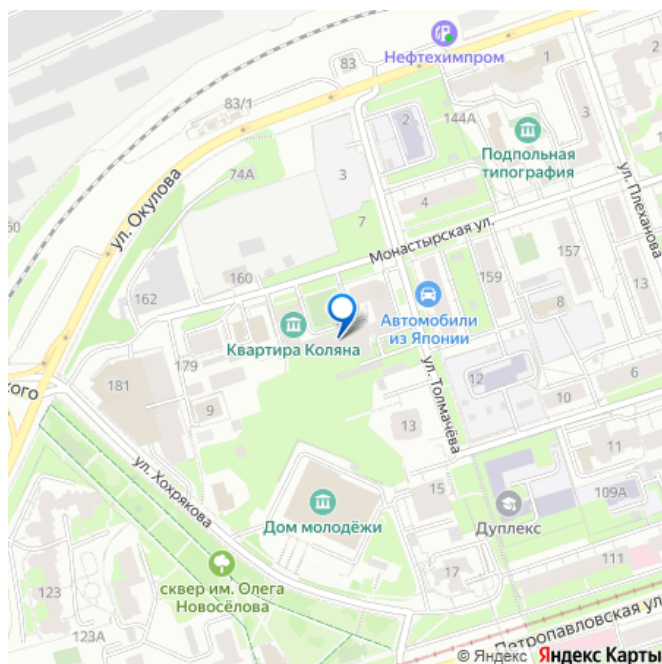 Нефтехимпром
83
1
83/1
2
144А
Подпольная
типография
3
74А
3
ул. Окулова
4
ул. Плеханова
7
Монастырская ул.
157
60
160
159
13
162
Автомобили
из Японии
8
Квартира Коляна
179
181
12
6
10
кого
9
ул. Толмачёва
13
11
ул. Хохрякова
15
109А
Дом молодёжи
Дуплекс
111
сквер им. Олега
Новосёлова
17
123
Петропавловская ул
123А
© Яндекс Яндекс Карты